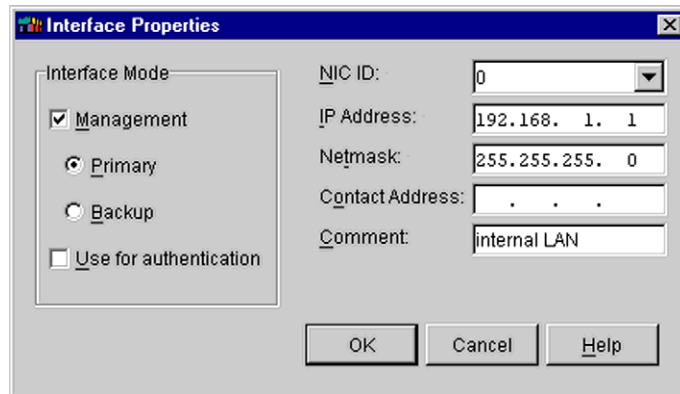 Interface Properties
Interface Mode
Management
Primary
Backup
Use for authentication
NIC ID:
0
IP Address:
192.168. 1. 1
Netmask:
255.255.255. 0
Contact Address:
. . .
Comment:
internal LAN
OK
Cancel
Help